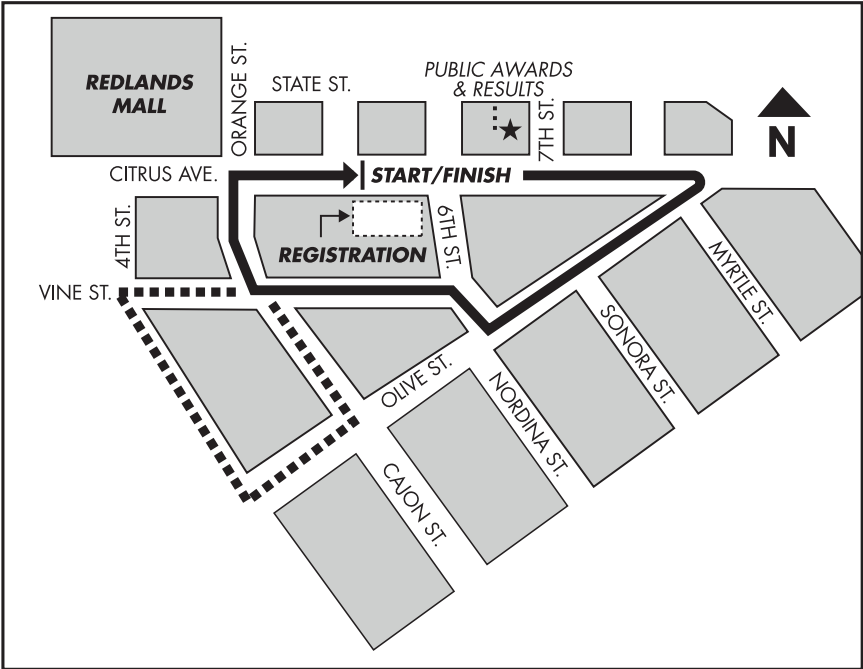 REDLANDS
MALL
ORANGE ST.
STATE ST.
PUBLIC AWARDS
& RESULTS
7TH ST.
N
CITRUS AVE.
START/FINISH
4TH ST.
6TH ST.
REGISTRATION
MYRTLE ST.
VINE ST.
SONORA ST.
OLIVE ST.
NORDINA ST.
CAJON ST.